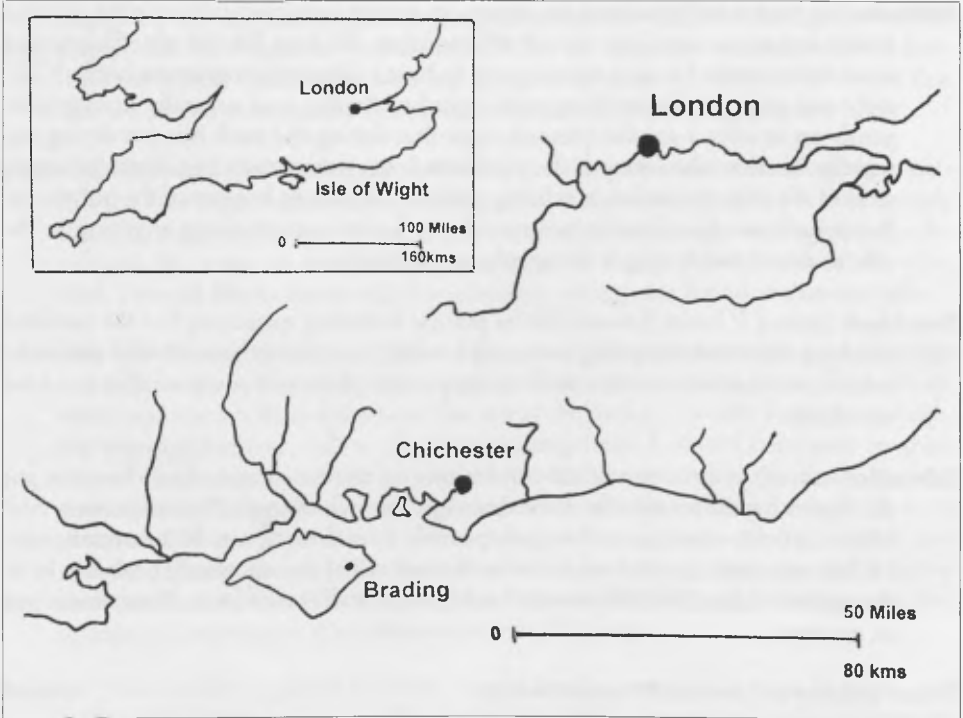 London
Isle of Wight
100 Miles
0
160kms
London
Chichester
Brading
50 Miles
0
80 kms